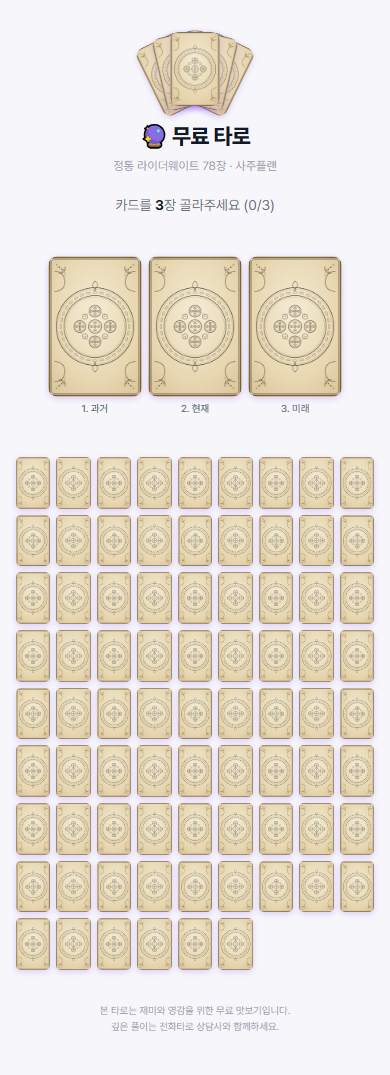 무료 타로
정통 라이더웨이트 78장 · 사주플랜
카드를 3장 골라주세요 (0/3)
1. 과거
2. 현재
3. 미래
본 타로는 재미와 영감을 위한 무료 맛보기입니다.
깊은 풀이는 전화타로 상담사와 함께하세요.